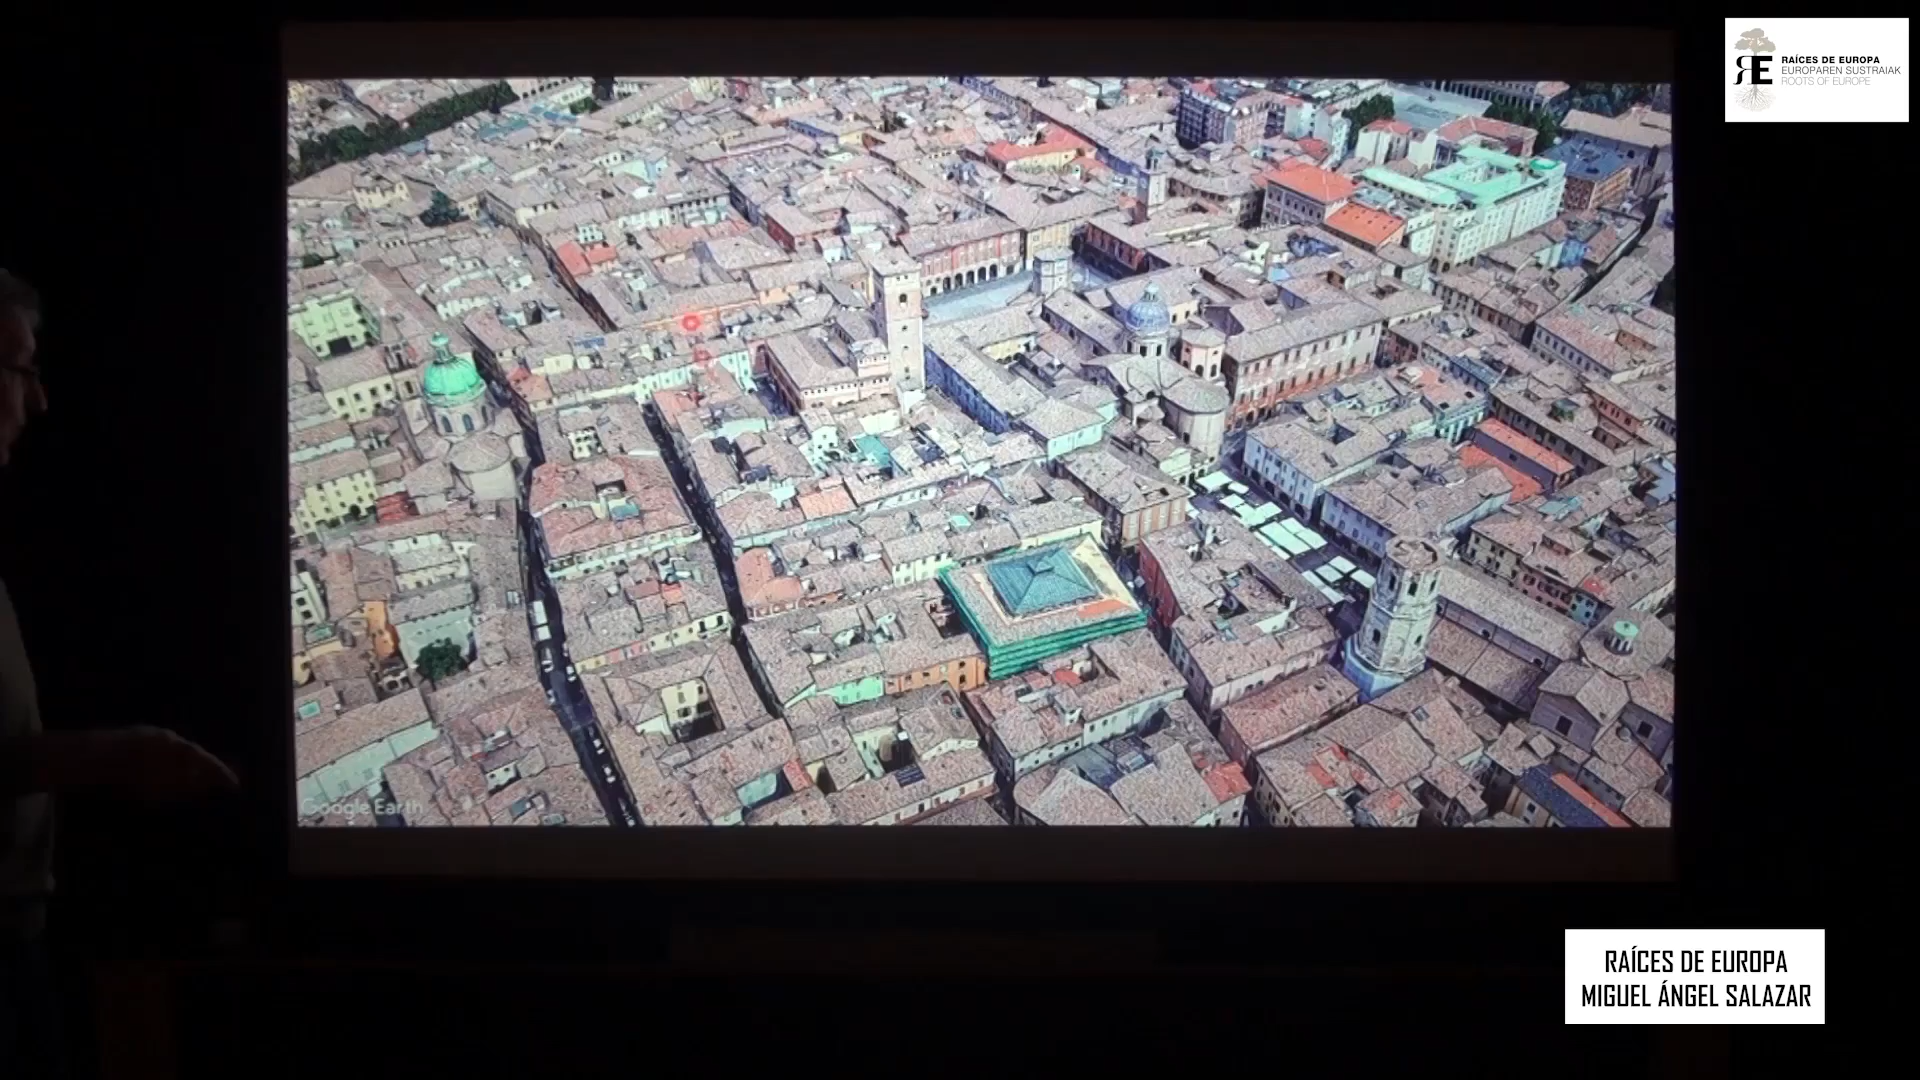 RAÍCES DE EUROPA
EUROPAREN SUSTRAIAK
ROOTS OF EUROPE
Google Earth
RAÍCES DE EUROPA
MIGUEL ÁNGEL SALAZAR